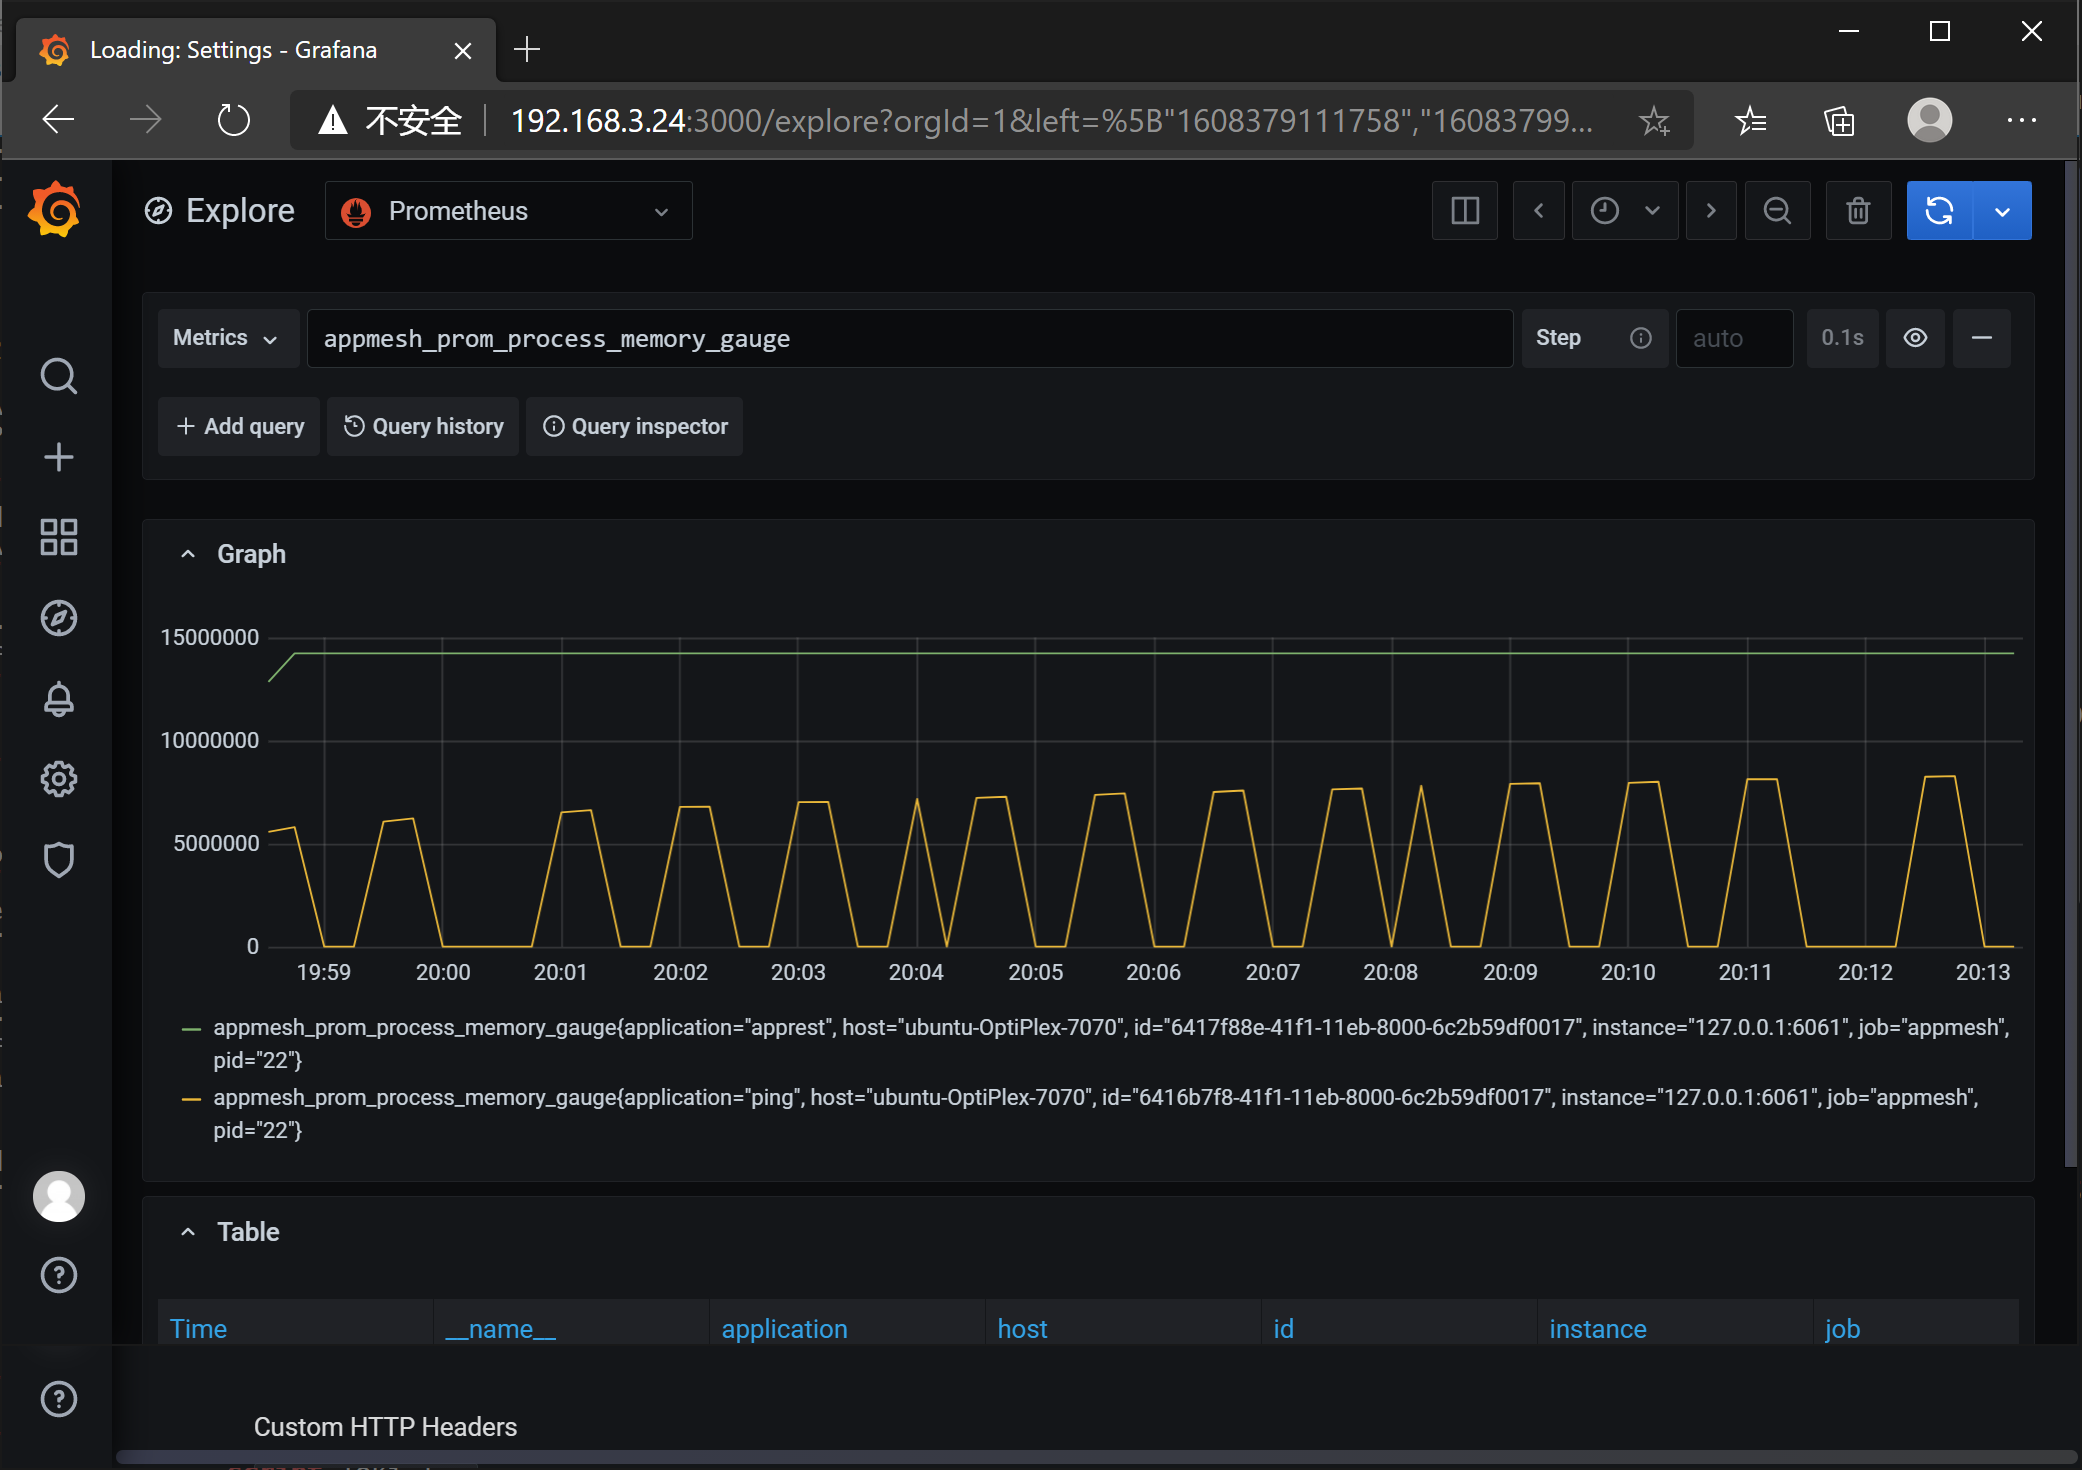 Loading: Settings - Grafana
不安全 192.168.3.24:3000/explore?orgId=1&left=%5B"1608379111758","16083799...
Explore Prometheus
Metrics appmesh_prom_process_memory_gauge Step auto 0.1s
Add query Query history Query inspector
Graph
15000000
10000000
5000000
0
19:59 20:00 20:01 20:02 20:03 20:04 20:05 20:06 20:07 20:08 20:09 20:10 20:11 20:12 20:13
appmesh_prom_process_memory_gauge{application="apprest", host="ubuntu-OptiPlex-7070", id="6417f88e-41f1-11eb-8000-6c2b59df0017", instance="127.0.0.1:6061", job="appmesh",
pid="22"}
appmesh_prom_process_memory_gauge{application="ping", host="ubuntu-OptiPlex-7070", id="6416b7f8-41f1-11eb-8000-6c2b59df0017", instance="127.0.0.1:6061", job="appmesh",
pid="22"}
Table
Time __name__ application host id instance job
Custom HTTP Headers